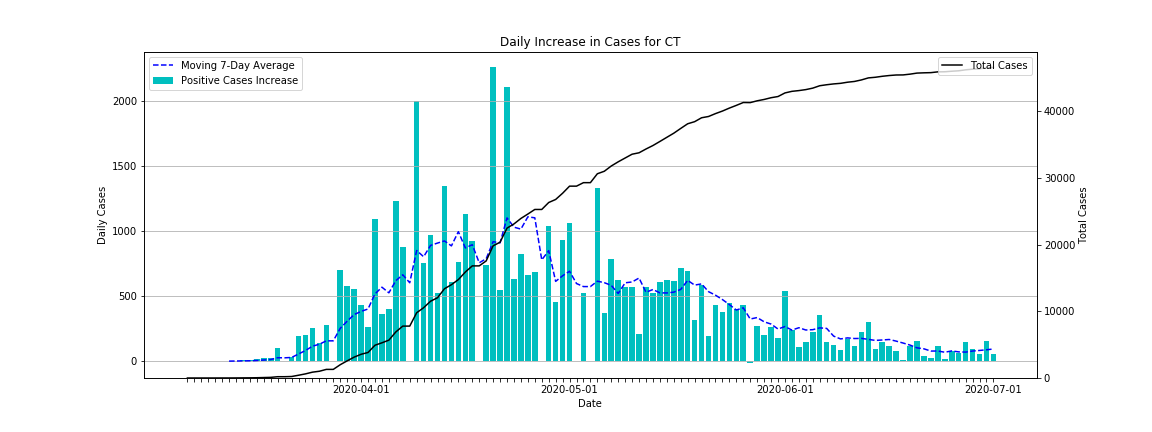 Daily Increase in Cases for CT
Moving 7-Day Average
Positive Cases Increase
Total Cases
Daily Cases
2000
1500
1000
500
0
40000
30000
20000
10000
0
Total Cases
2020-04-01
2020-05-01
2020-06-01
2020-07-01
Date